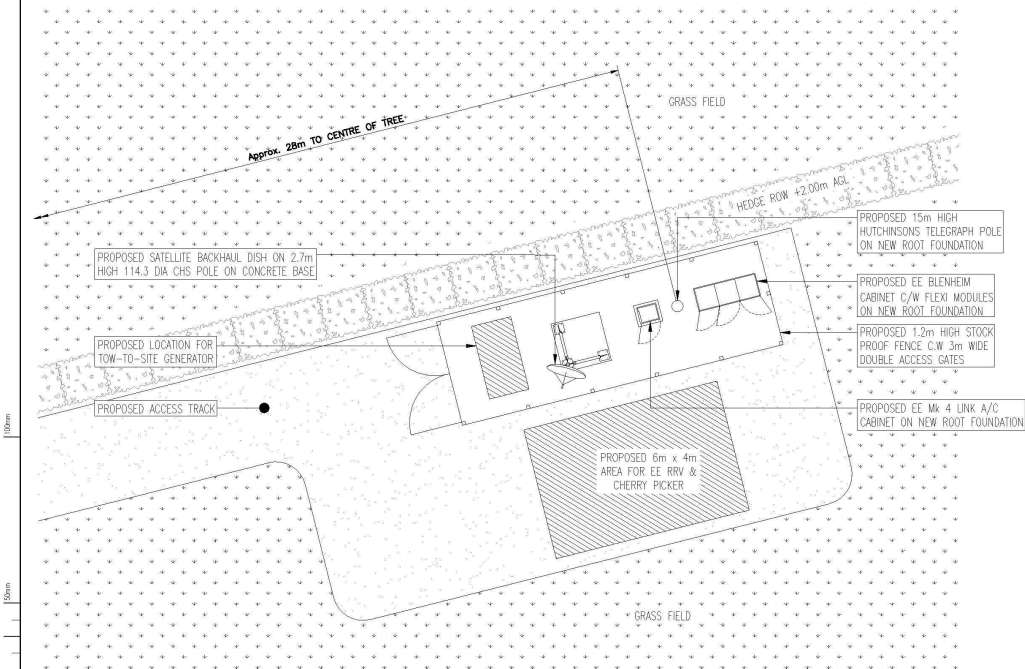 GRASS FIELD
Approx. 28m TO CENTRE OF TREE
HEDGE ROW +2.00m AGL
PROPOSED 15m HIGH
HUTCHINSONS TELEGRAPH POLE
ON NEW ROOT FOUNDATION
PROPOSED SATELLITE BACKHAUL DISH ON 2.7m
HIGH 114.3 DIA CHS POLE ON CONCRETE BASE
PROPOSED EE BLENHEIM
CABINET C/W FLEXI MODULES
ON NEW ROOT FOUNDATION
PROPOSED LOCATION FOR
TOW-TO-SITE GENERATOR
PROPOSED 1.2m HIGH STOCK
PROOF FENCE C.W 3m WIDE
DOUBLE ACCESS GATES
PROPOSED ACCESS TRACK
PROPOSED EE Mk 4 LINK A/C
CABINET ON NEW ROOT FOUNDATION
100mm
PROPOSED 6m x 4m
AREA FOR EE RRV &
CHERRY PICKER
50mm
GRASS FIELD